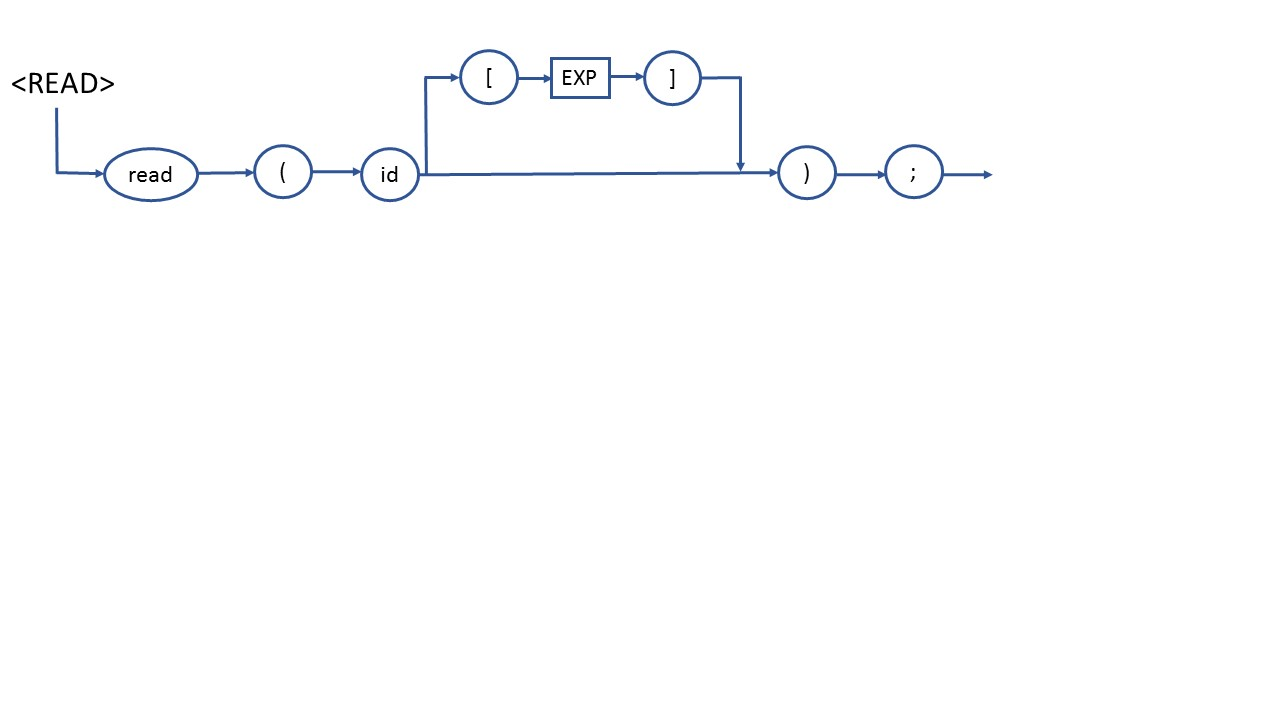 [ EXP ]
<READ>
read ( id ) ;